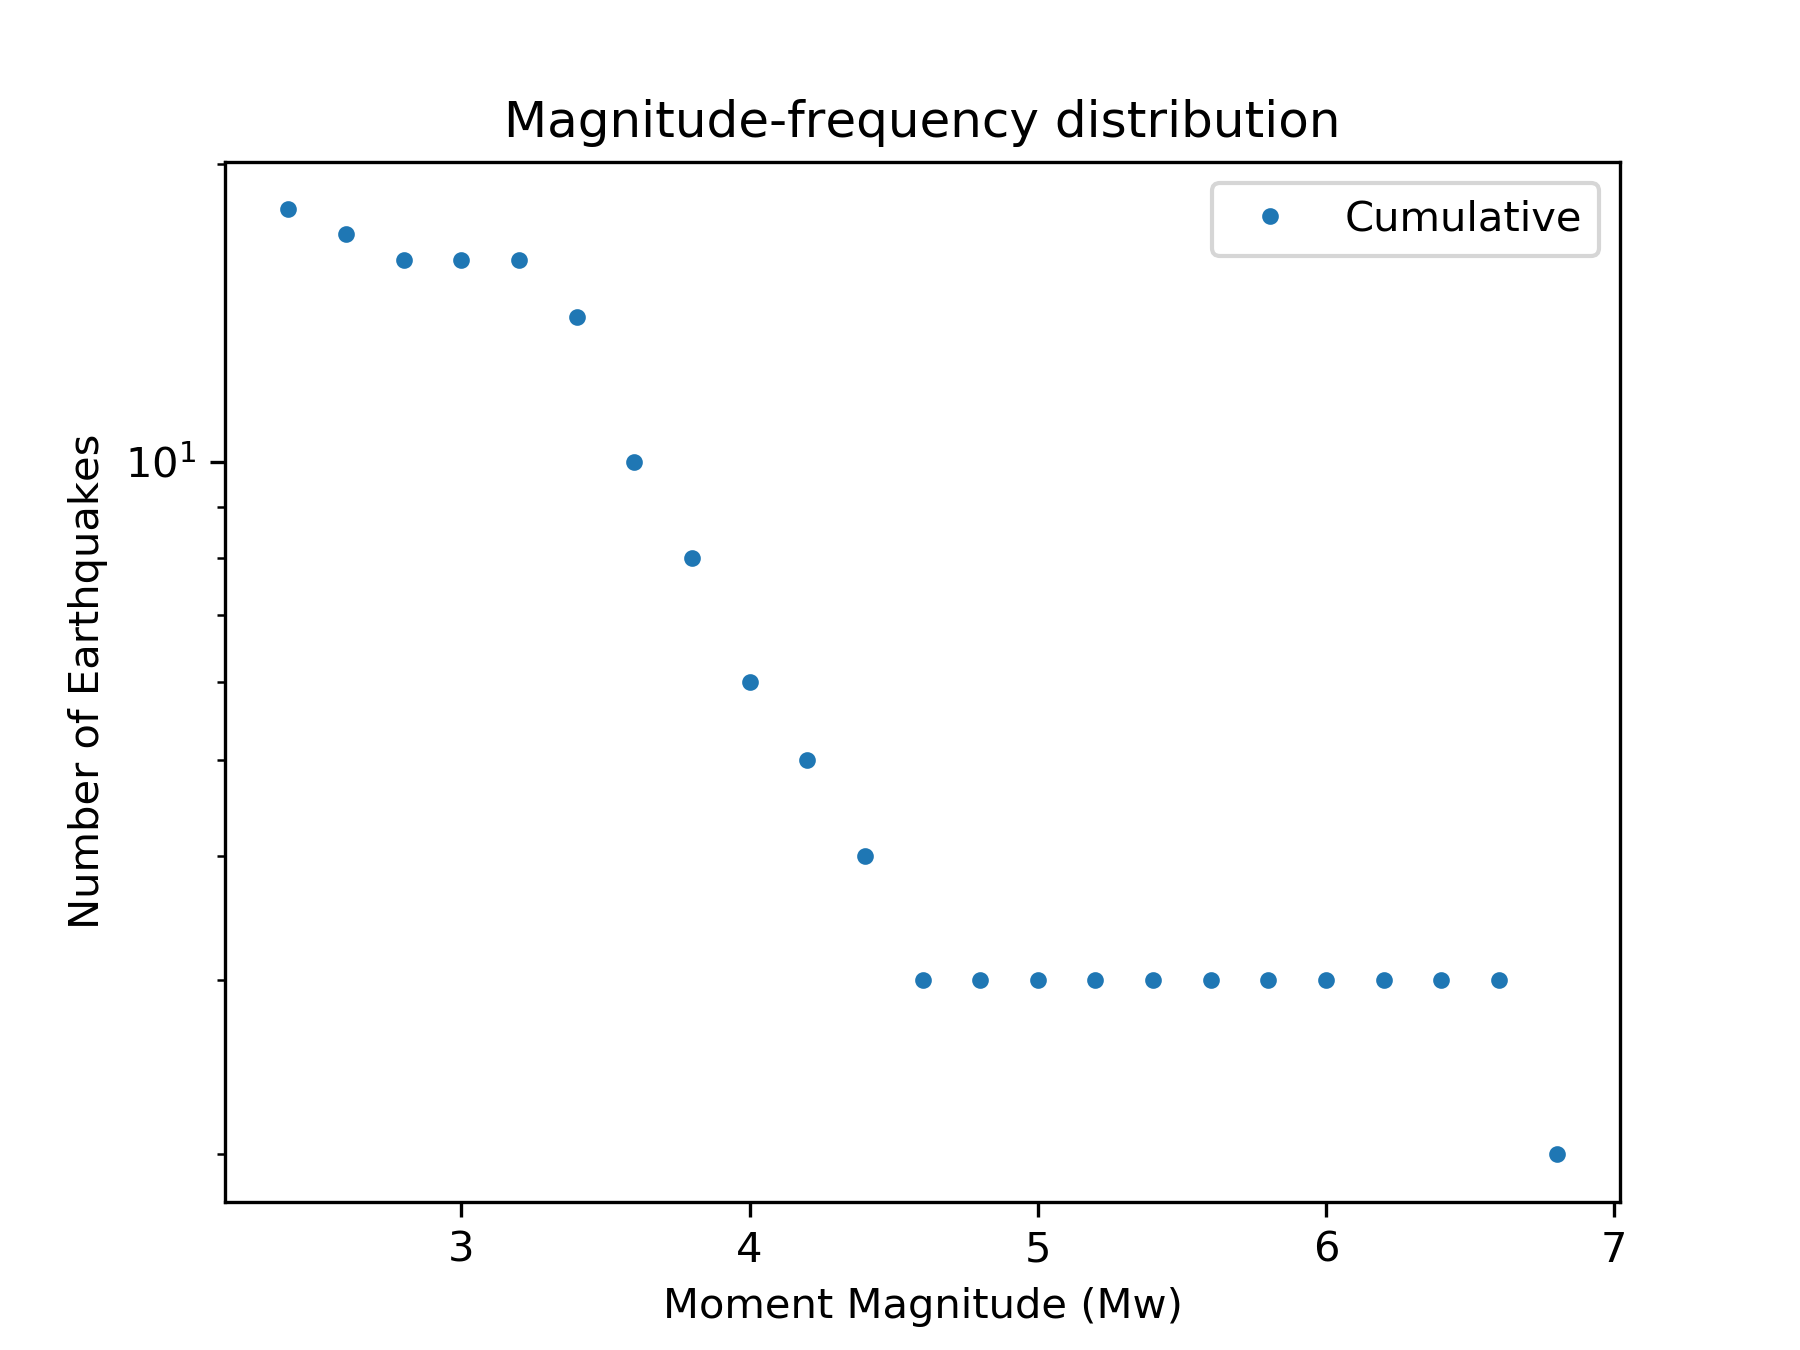 Magnitude-frequency distribution
Cumulative
10¹
Number of Earthquakes
3 4 5 6 7
Moment Magnitude (Mw)